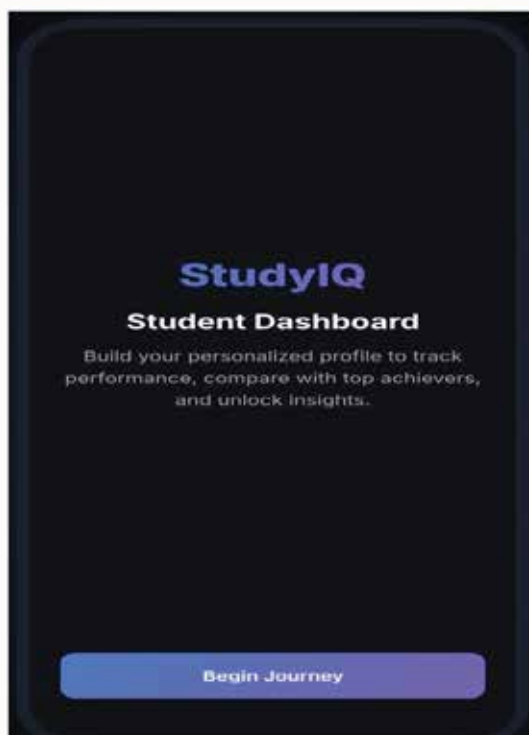 StudyIQ
Student Dashboard
Build your personalized profile to track
performance, compare with top achievers,
and unlock insights.
Begin Journey